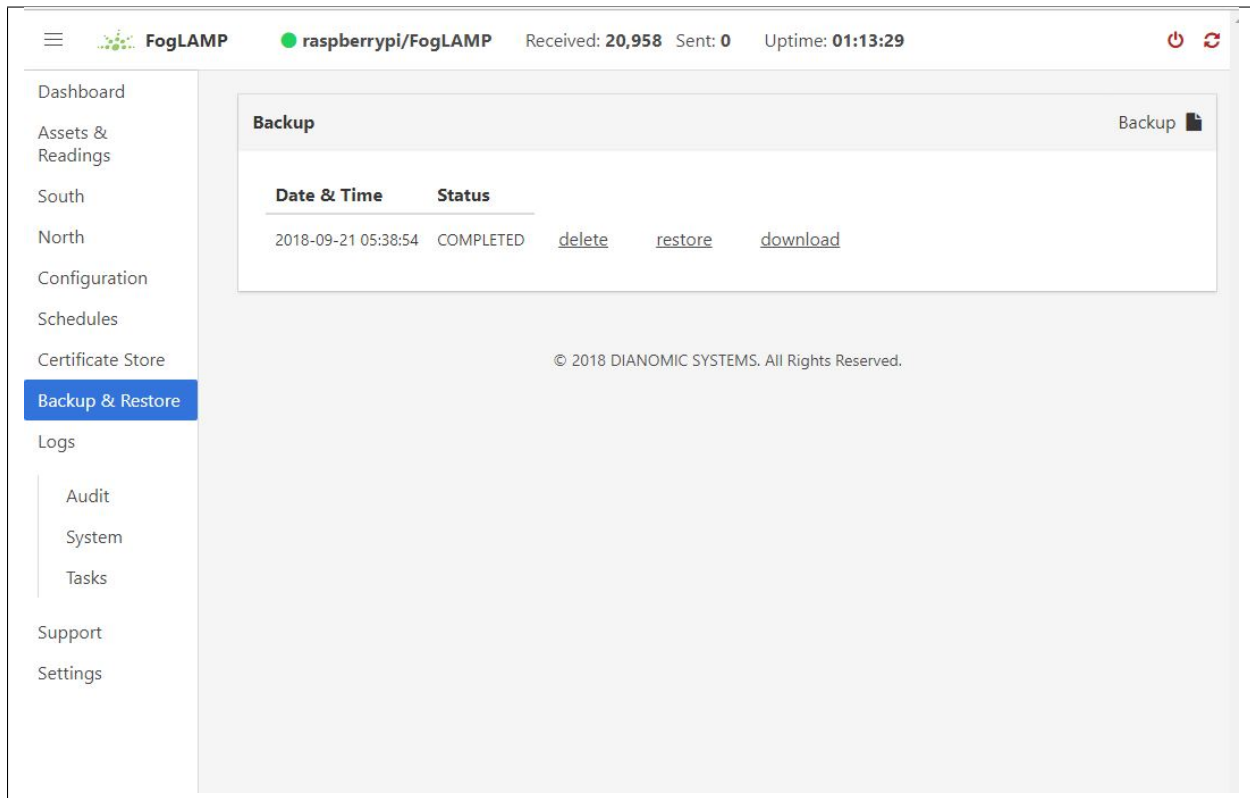 FogLAMP raspberrypi/FogLAMP Received: 20,958 Sent: 0 Uptime: 01:13:29
Dashboard
Assets &
Readings
South
North
Configuration
Schedules
Certificate Store
Backup & Restore
Logs
Audit
System
Tasks
Support
Settings
Backup Backup
Date & Time Status
2018-09-21 05:38:54 COMPLETED delete restore download
© 2018 DIANOMIC SYSTEMS. All Rights Reserved.